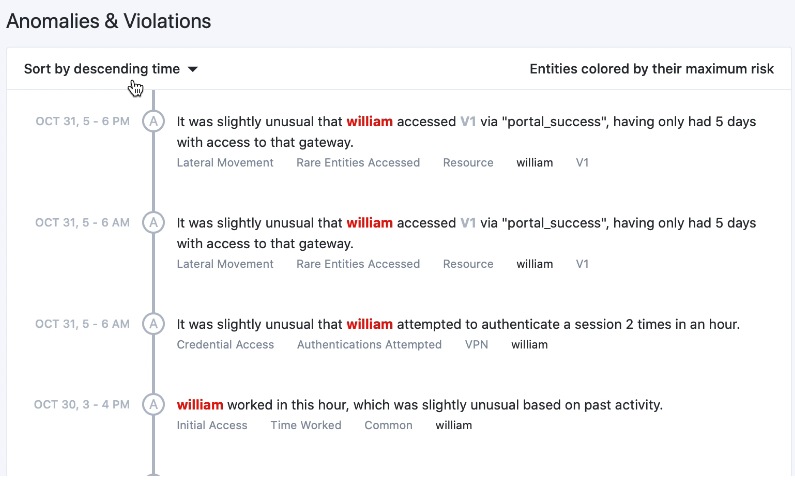 Anomalies & Violations
Sort by descending time
Entities colored by their maximum risk
OCT 31, 5 - 6 PM
A
It was slightly unusual that william accessed V1 via "portal_success", having only had 5 days
with access to that gateway.
Lateral Movement Rare Entities Accessed Resource william V1
OCT 31, 5 - 6 AM
A
It was slightly unusual that william accessed V1 via "portal_success", having only had 5 days
with access to that gateway.
Lateral Movement Rare Entities Accessed Resource william V1
OCT 31, 5 - 6 AM
A
It was slightly unusual that william attempted to authenticate a session 2 times in an hour.
Credential Access Authentications Attempted VPN william
OCT 30, 3 - 4 PM
A
william worked in this hour, which was slightly unusual based on past activity.
Initial Access Time Worked Common william